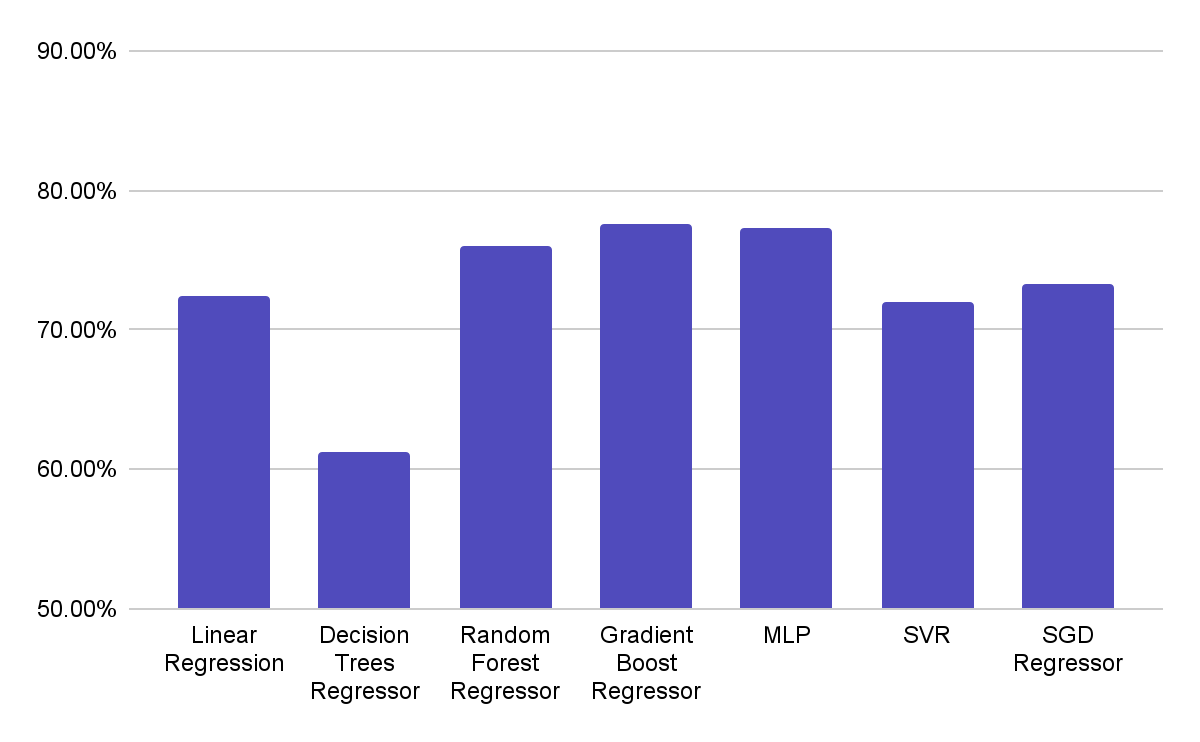 90.00%
80.00%
70.00%
60.00%
50.00%
Linear
Regression
Decision
Trees
Regressor
Random
Forest
Regressor
Gradient
Boost
Regressor
MLP
SVR
SGD
Regressor